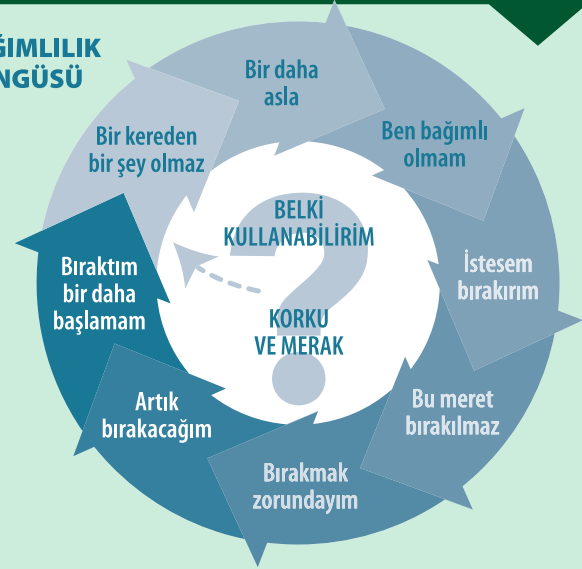 ĞIMLILIK
NGÜSÜ
Bir daha
asla
Ben bağımlı
olmam
İstesem
bırakırım
Bu meret
bırakılmaz
Bırakmak
zorundayım
Artık
bırakacağım
Bıraktım
bir daha
başlamam
Bir kereden
bir şey olmaz
BELKİ
KULLANABİLİRİM
KORKU
VE MERAK
?